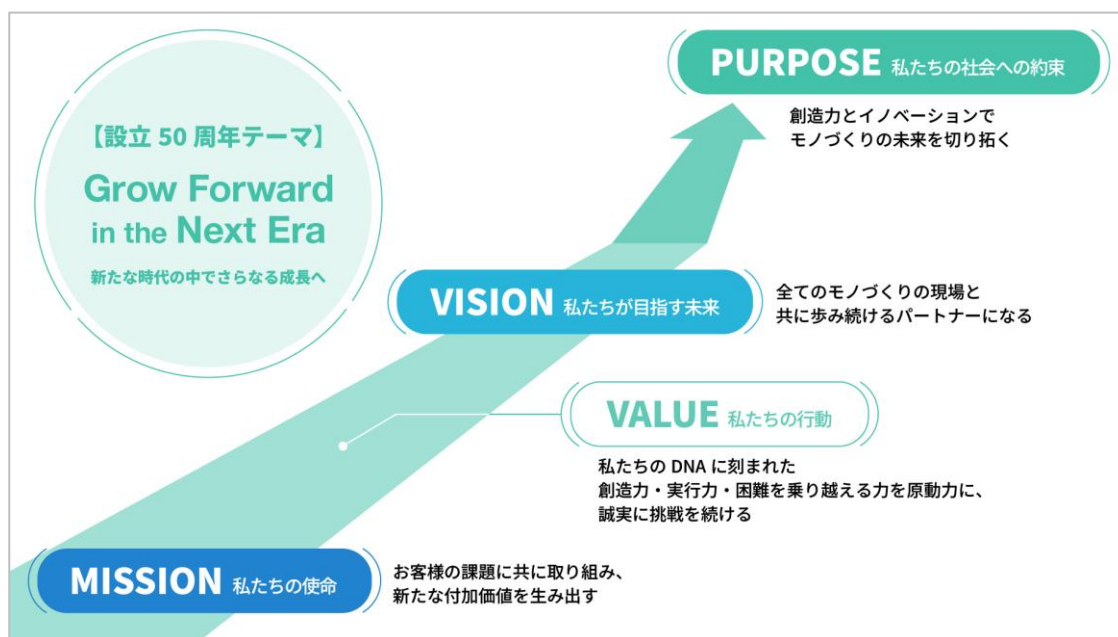 【設立 50 周年テーマ】
Grow Forward
in the Next Era
新たな時代の中でさらなる成長へ
PURPOSE 私たちの社会への約束
創造力とイノベーションで
モノづくりの未来を切り拓く
VISION 私たちが目指す未来
全てのモノづくりの現場と
共に歩み続けるパートナーになる
VALUE 私たちの行動
私たちの DNA に刻まれた
創造力・実行力・困難を乗り越える力を原動力に、
誠実に挑戦を続ける
MISSION 私たちの使命
お客様の課題に共に取り組み、
新たな付加価値を生み出す